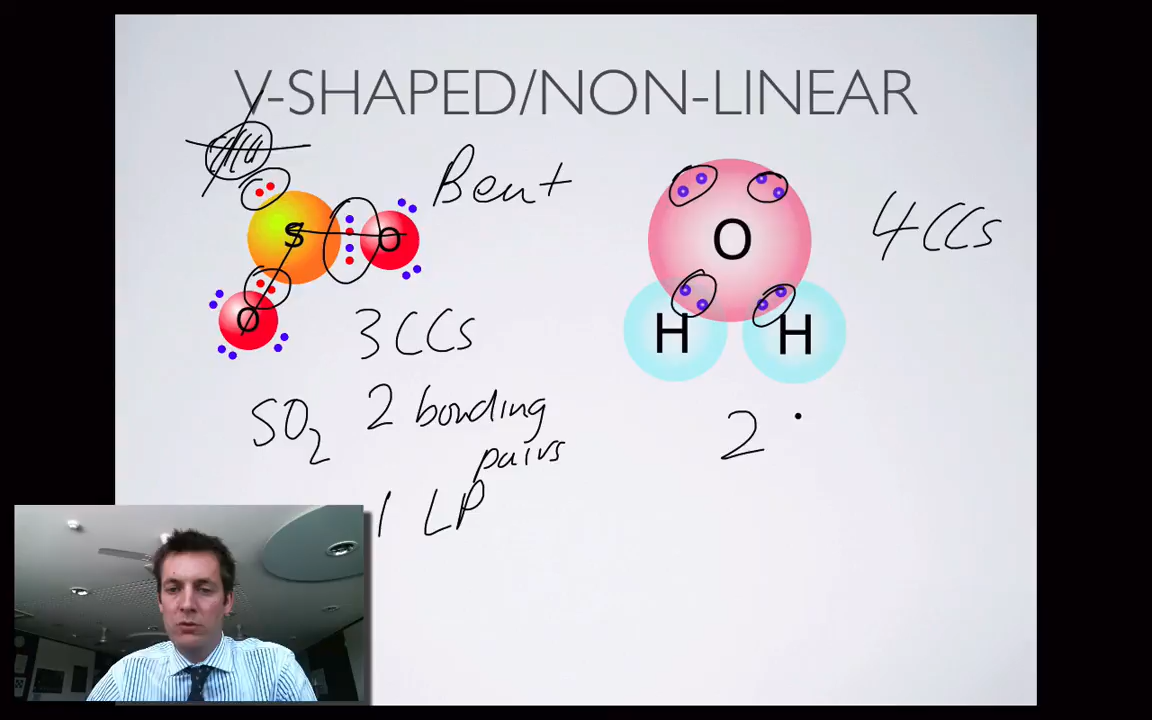 V-SHAPED/NON-LINEAR
Bent
S
O
O
3 CCs
SO2
2 bonding
pairs
1 LP
O
4 CCs
H
H
2